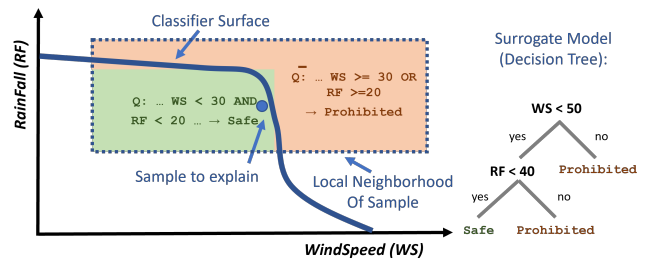 Classifier Surface
RainFall (RF)
Q: ... WS < 30 AND
RF < 20 ... → Safe
Q̅: ... WS >= 30 OR
RF >=20
→ Prohibited
Sample to explain
Local Neighborhood
Of Sample
WindSpeed (WS)
Surrogate Model
(Decision Tree):
WS < 50
yes
no
RF < 40
Prohibited
yes
no
Safe
Prohibited